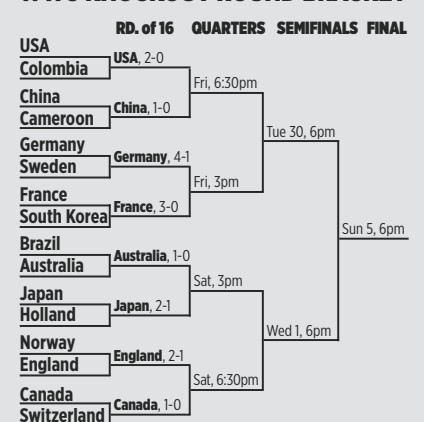 RD. of 16 QUARTERS SEMIFINALS FINAL
USA
Colombia
USA, 2-0
Fri, 6:30pm
China
Cameroon
China, 1-0
Tue 30, 6pm
Germany
Sweden
Germany, 4-1
Fri, 3pm
France
South Korea
France, 3-0
Sun 5, 6pm
Brazil
Australia
Australia, 1-0
Sat, 3pm
Japan
Holland
Japan, 2-1
Wed 1, 6pm
Norway
England
England, 2-1
Sat, 6:30pm
Canada
Switzerland
Canada, 1-0